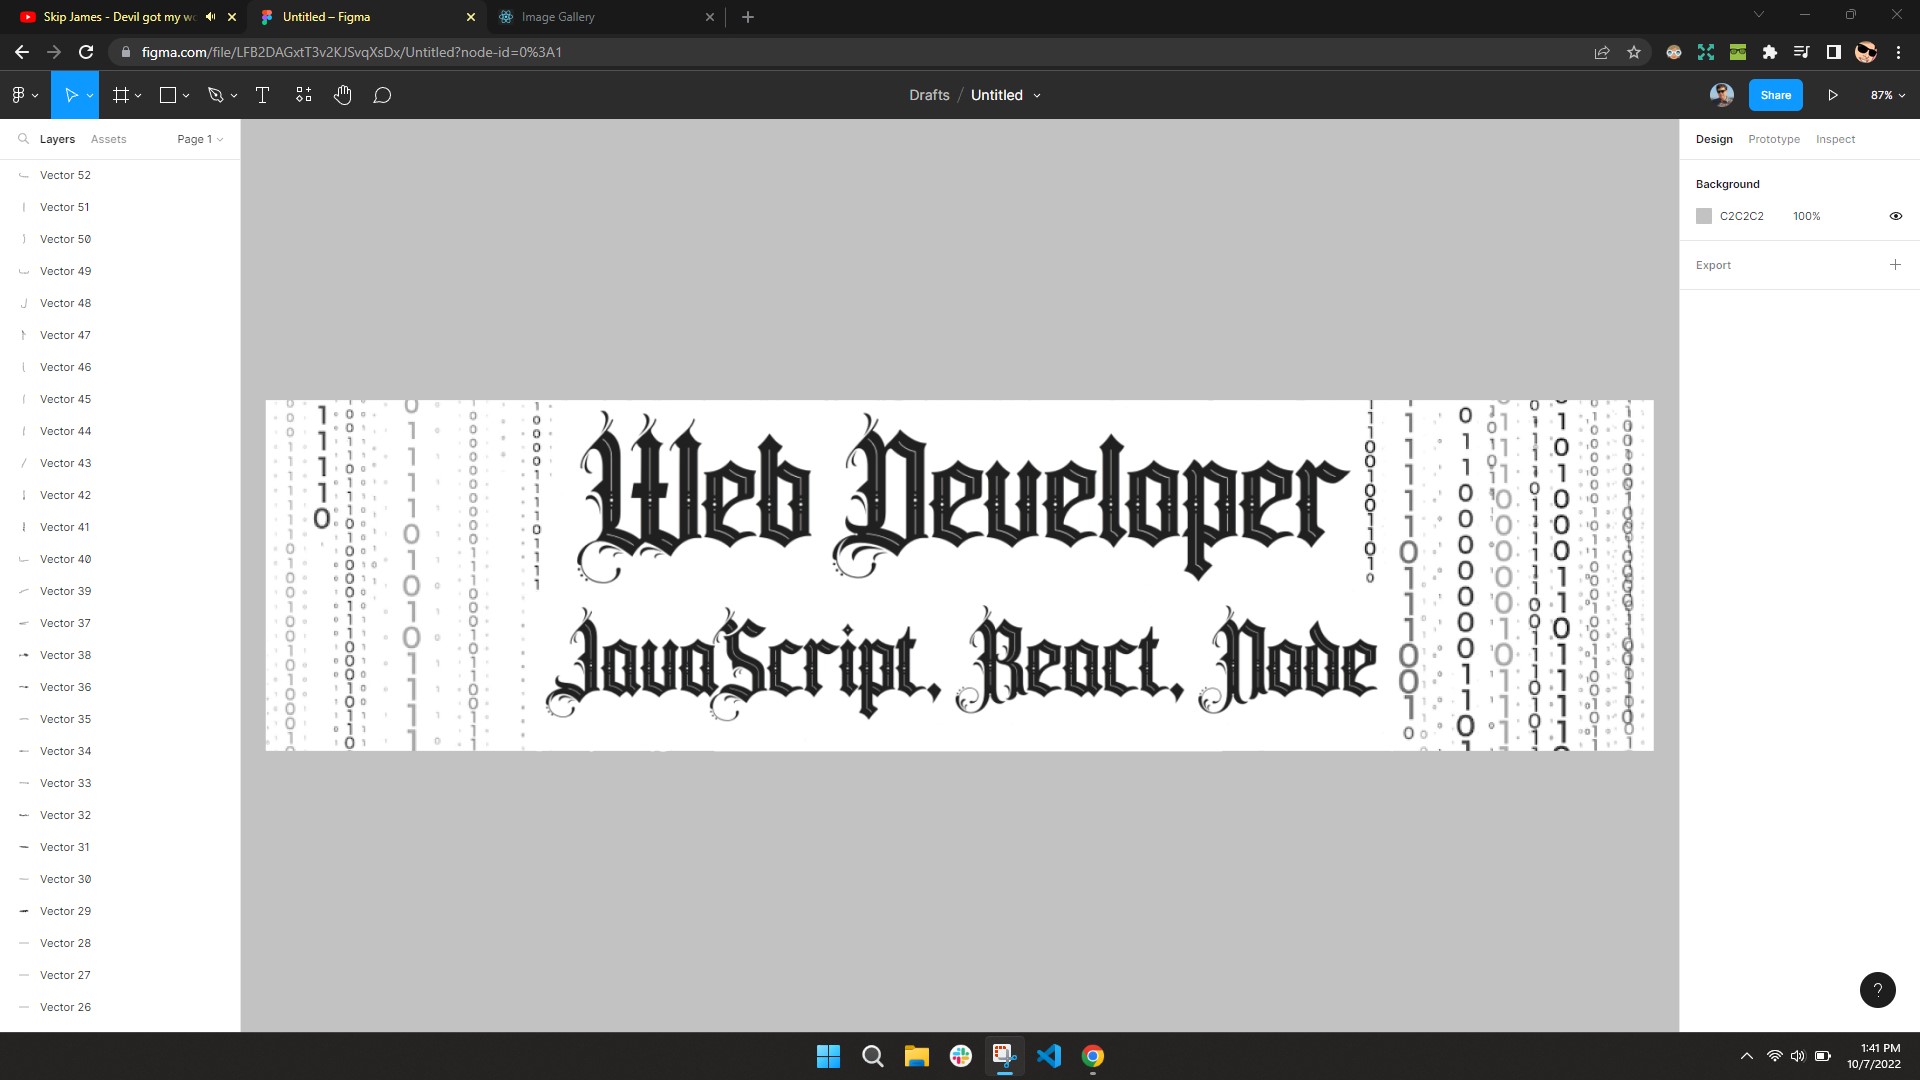 Skip James - Devil got my wo
Untitled – Figma
Image Gallery
figma.com/file/LFB2DAGxtT3v2KJSvqXsDx/Untitled?node-id=0%3A1
Drafts / Untitled
Share
87%
Layers
Assets
Page 1
Design
Prototype
Inspect
Vector 52
Vector 51
Vector 50
Vector 49
Vector 48
Vector 47
Vector 46
Vector 45
Vector 44
Vector 43
Vector 42
Vector 41
Vector 40
Vector 39
Vector 37
Vector 38
Vector 36
Vector 35
Vector 34
Vector 33
Vector 32
Vector 31
Vector 30
Vector 29
Vector 28
Vector 27
Vector 26
Web Developer
JavaScript, React, Node
Background
C2C2C2 100%
Export
?
1:41 PM
10/7/2022